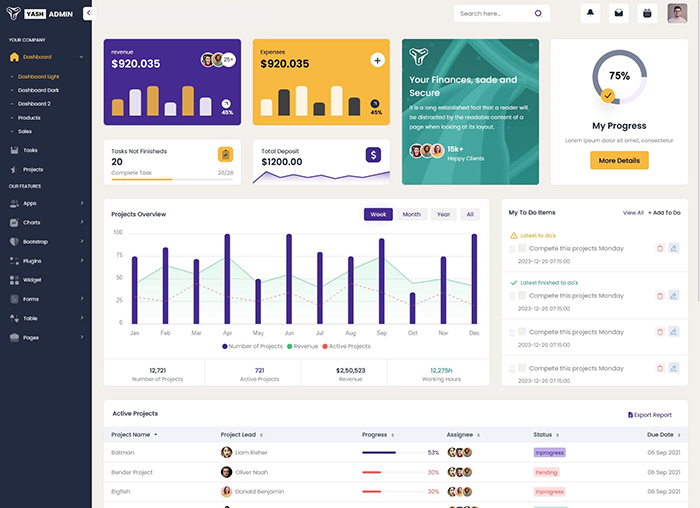 YASH ADMIN
Search here...
YOUR COMPANY
Dashboard
Dashboard Light
Dashboard Dark
Dashboard 2
Products
Sales
Tasks
Projects
OUR FEATURES
Apps
Charts
Bootstrap
Plugins
Widget
Forms
Table
Pages
revenue
$920.035
25+
45%
Expenses
$920.035
45%
Your Finances, sade and
Secure
It is a long established fact that a reader will
be distracted by the readable content of a
page when looking at its layout.
15k+
Happy Clients
75%
My Progress
Lorem ipsum dolor sit amet, consectetur
More Details
Tasks Not Finisheds
20
Complete Task 20/28
Total Deposit
$1200.00
Projects Overview
Week Month Year All
100
75
50
25
0
Jan Feb Mar Apr May Jun Jul Aug Sep Oct Nov Dec
Number of Projects Revenue Active Projects
12,721 721 $2,50,523 12,275h
Number of Projects Active Projects Revenue Working Hours
My To Do Items View All + Add To Do
Latest to do's
Compete this projects Monday
2023-12-26 07:15:00
Latest finished to do's
Compete this projects Monday
2023-12-26 07:15:00
Compete this projects Monday
2023-12-26 07:15:00
Compete this projects Monday
2023-12-26 07:15:00
Active Projects Export Report
Project Name Project Lead Progress Assignee Status Due Date
Batman Liam Risher 53% Inprogress 06 Sep 2021
Bender Project Oliver Noah 30% Pending 06 Sep 2021
Bigfish Donald Benjamin 30% Inprogress 06 Sep 2021